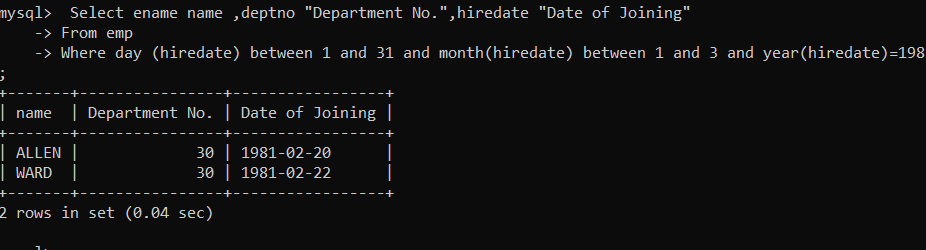 mysql>  Select ename name ,deptno "Department No.",hiredate "Date of Joining"
    -> From emp
    -> Where day (hiredate) between 1 and 31 and month(hiredate) between 1 and 3 and year(hiredate)=198
;
+-------+----------------+-----------------+
| name  | Department No. | Date of Joining |
+-------+----------------+-----------------+
| ALLEN |             30 | 1981-02-20      |
| WARD  |             30 | 1981-02-22      |
+-------+----------------+-----------------+
2 rows in set (0.04 sec)